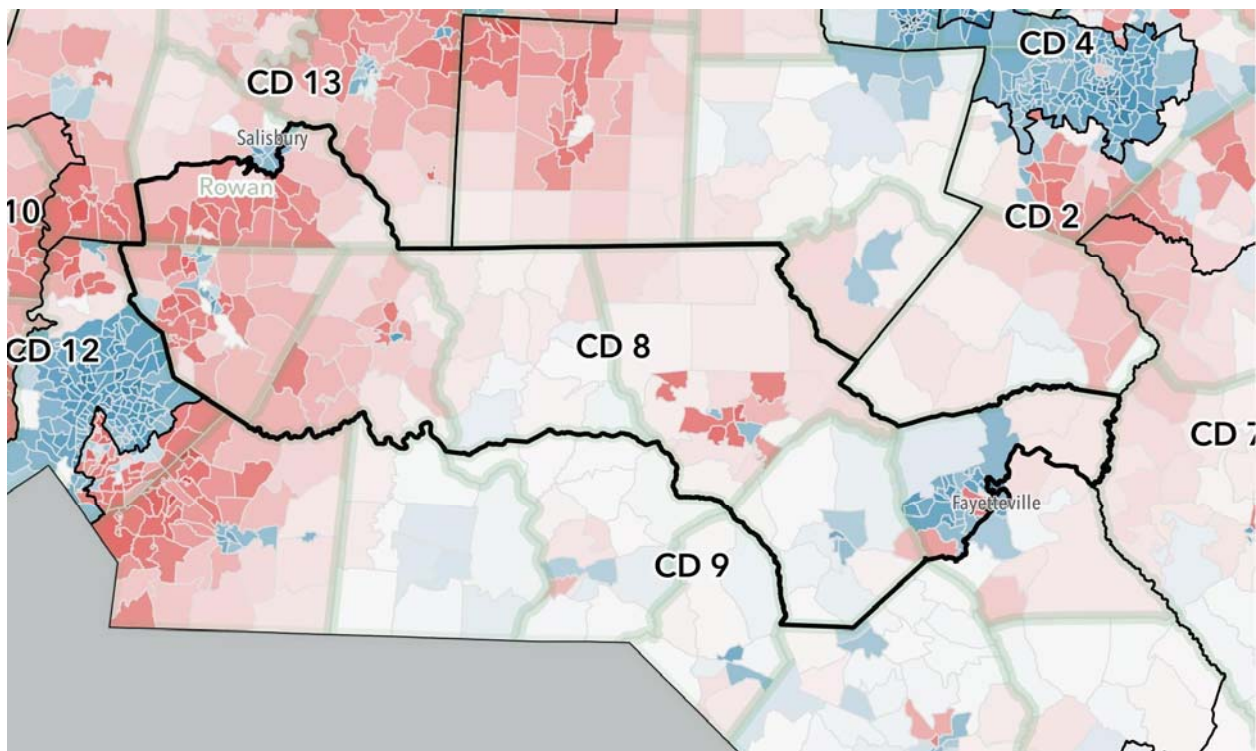 CD 4
CD 13
Salisbury
Rowan
10
CD 2
CD 12
CD 8
CD 7
Fayetteville
CD 9